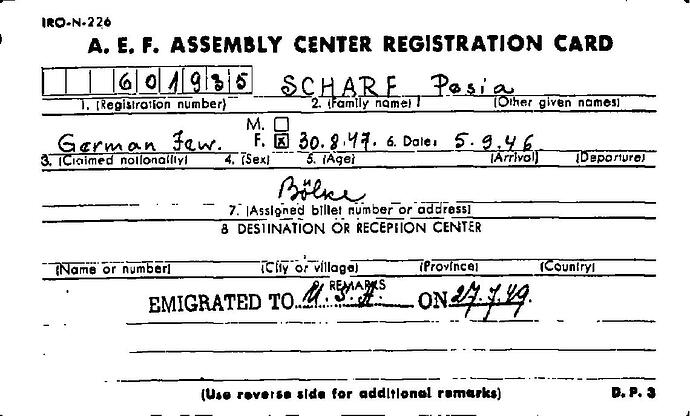 IRO-N-226
A. E. F. ASSEMBLY CENTER REGISTRATION CARD
601935 SCHARF Pesia
1. (Registration number) 2. (Family name) (Other given names)
M.
German Jew. F. x 30.8.47. 6. Date: 5.9.46
3. (Claimed nationality) 4. (Sex) 5. (Age) (Arrival) (Departure)
Bölke
7. (Assigned billet number or address)
8 DESTINATION OR RECEPTION CENTER
(Name or number) (City or village) (Province) (Country)
REMARKS
EMIGRATED TO U.S.A. ON 27.7.49.
(Use reverse side for additional remarks) D. P. 3